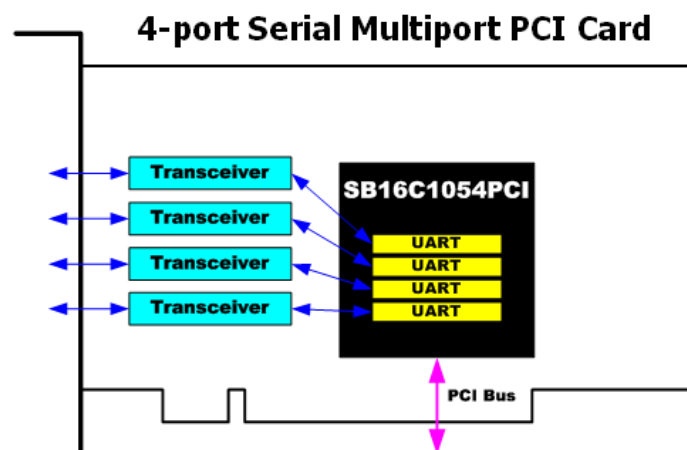 4-port Serial Multiport PCI Card
Transceiver
Transceiver
Transceiver
Transceiver
SB16C1054PCI
UART
UART
UART
UART
PCI Bus